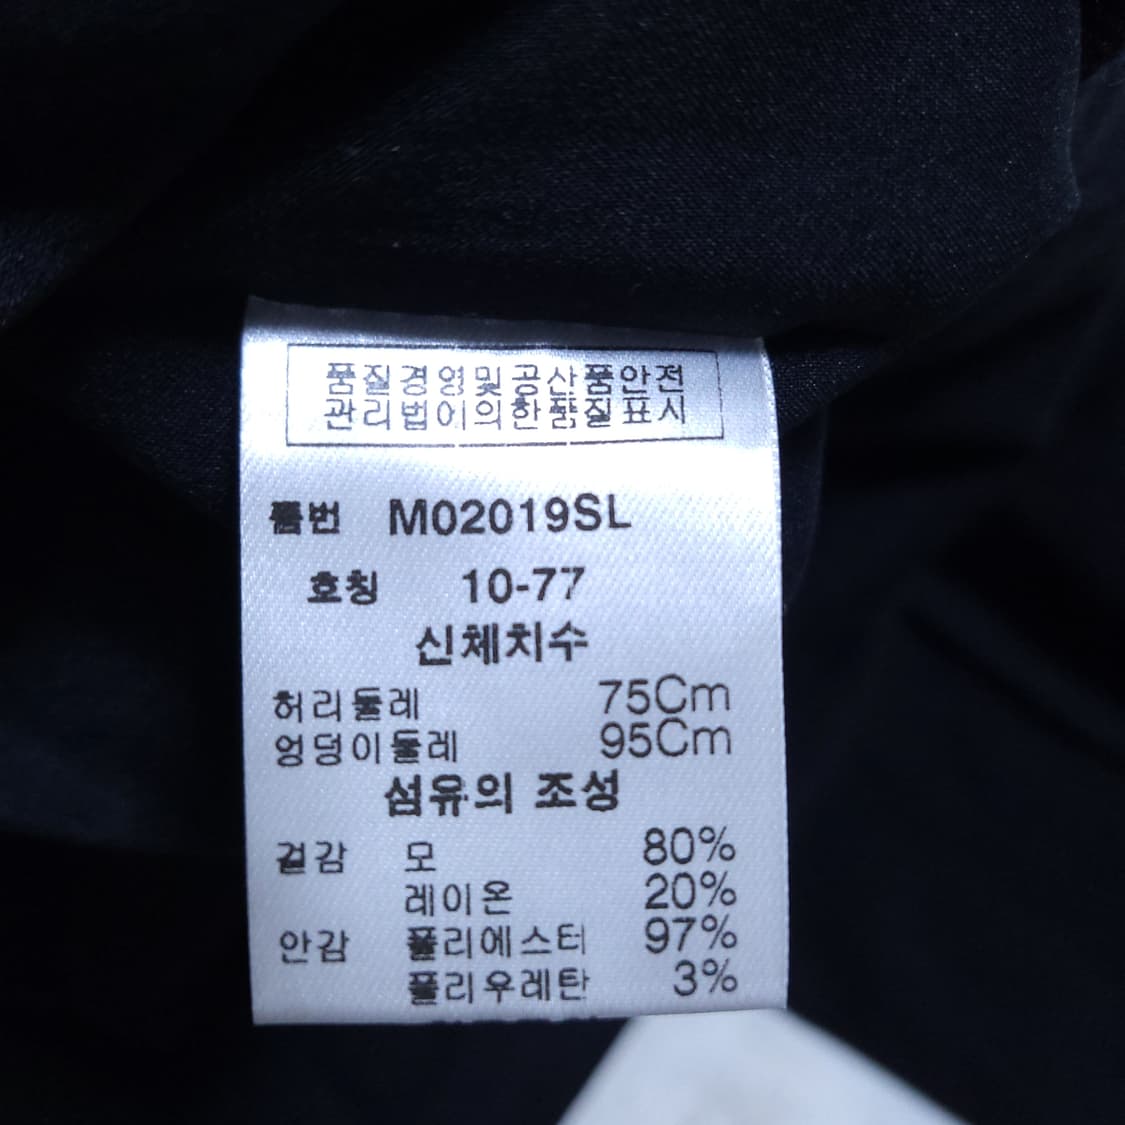 품질경영및공산품안전
관리법에의한품질표시
품번 M02019SL
호칭 10-77
신체치수
허리둘레 75Cm
엉덩이둘레 95Cm
섬유의 조성
겉감 모 80%
레이온 20%
안감 폴리에스터 97%
폴리우레탄 3%